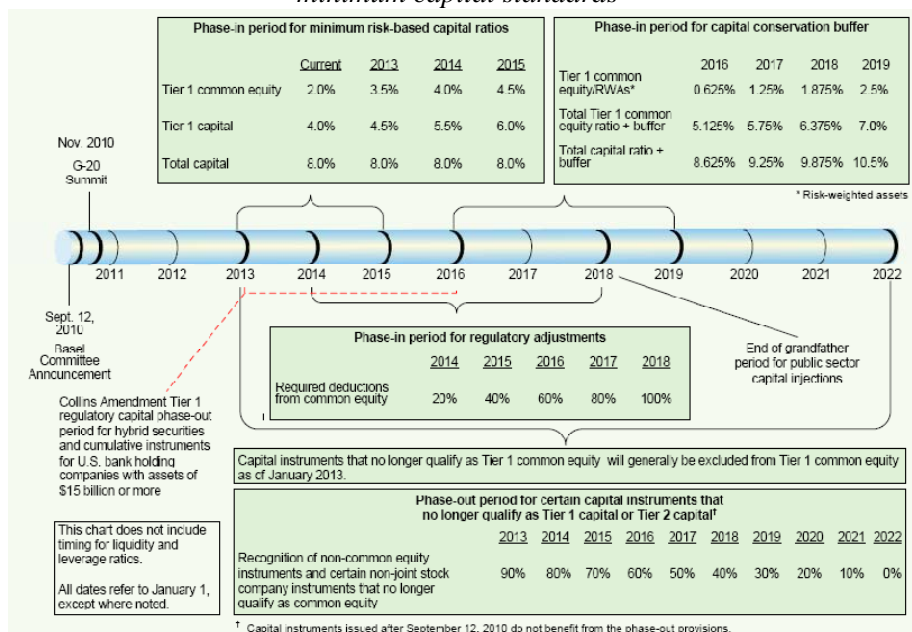 minimum capital standards
Phase-in period for minimum risk-based capital ratios
Current 2013 2014 2015
Tier 1 common equity 2.0% 3.5% 4.0% 4.5%
Tier 1 capital 4.0% 4.5% 5.5% 6.0%
Total capital 8.0% 8.0% 8.0% 8.0%
Phase-in period for capital conservation buffer
2016 2017 2018 2019
Tier 1 common
equity/RWAs* 0.625% 1.25% 1.875% 2.5%
Total Tier 1 common
equity ratio + buffer 5.125% 5.75% 6.375% 7.0%
Total capital ratio +
buffer 8.625% 9.25% 9.875% 10.5%
* Risk-weighted assets
Nov. 2010
G-20
Summit
2011 2012 2013 2014 2015 2016 2017 2018 2019 2020 2021 2022
Sept. 12,
2010
Basel
Committee
Announcement
Phase-in period for regulatory adjustments
2014 2015 2016 2017 2018
Required deductions
from common equity 20% 40% 60% 80% 100%
End of grandfather
period for public sector
capital injections
Collins Amendment Tier 1
regulatory capital phase-out
period for hybrid securities
and cumulative instruments
for U.S. bank holding
companies with assets of
$15 billion or more
Capital instruments that no longer qualify as Tier 1 common equity will generally be excluded from Tier 1 common equity
as of January 2013.
Phase-out period for certain capital instruments that
no longer qualify as Tier 1 capital or Tier 2 capital†
2013 2014 2015 2016 2017 2018 2019 2020 2021 2022
Recognition of non-common equity
instruments and certain non-joint stock
company instruments that no longer
qualify as common equity
90% 80% 70% 60% 50% 40% 30% 20% 10% 0%
This chart does not include
timing for liquidity and
leverage ratios.
All dates refer to January 1,
except where noted.
† Capital instruments issued after September 12, 2010 do not benefit from the phase-out provisions.